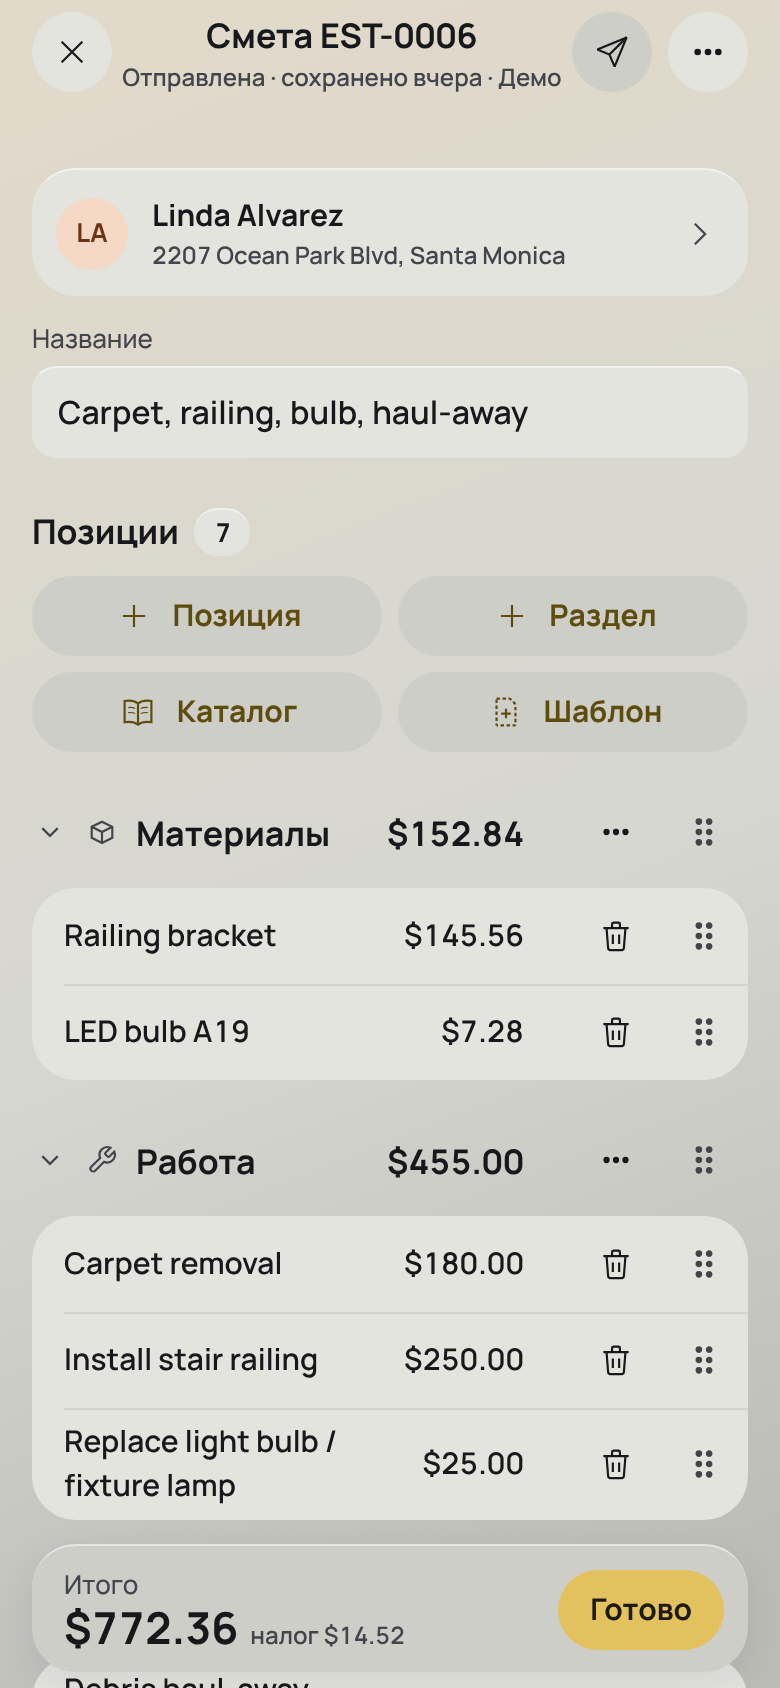 Смета EST-0006
Отправлена · сохранено вчера · Демо
LA
Linda Alvarez
2207 Ocean Park Blvd, Santa Monica
Название
Carpet, railing, bulb, haul-away
Позиции 7
Позиция
Раздел
Каталог
Шаблон
Материалы $152.84
Railing bracket $145.56
LED bulb A19 $7.28
Работа $455.00
Carpet removal $180.00
Install stair railing $250.00
Replace light bulb /
fixture lamp
$25.00
Итого
$772.36 налог $14.52
Готово
Debris haul-away